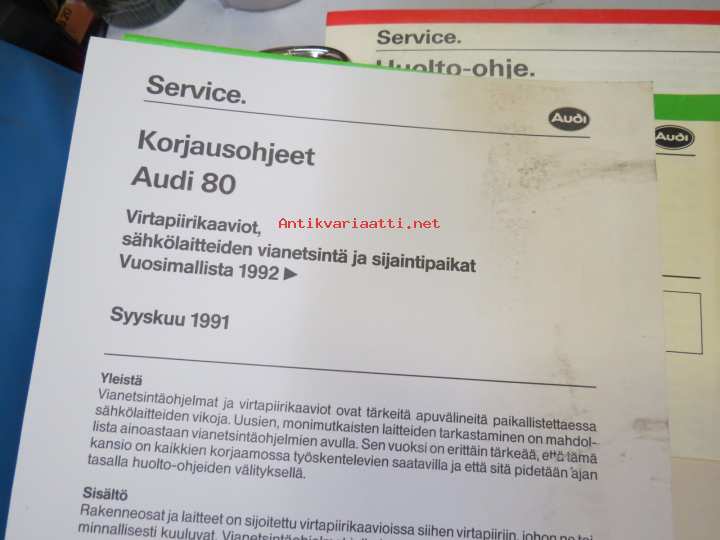 Service.
Huolto-ohje.
Audi
Service.
Audi
Korjausohjeet
Audi 80
Antikvariaatti.net
Virtapiirikaaviot,
sähkölaitteiden vianetsintä ja sijaintipaikat
Vuosimallista 1992 ▶
Syyskuu 1991
Yleistä
Vianetsintäohjelmat ja virtapiirikaaviot ovat tärkeitä apuvälineitä paikallistettaessa
sähkölaitteiden vikoja. Uusien, monimutkaisten laitteiden tarkastaminen on mahdol-
lista ainoastaan vianetsintäohjelmien avulla. Sen vuoksi on erittäin tärkeää, että tämä
kansio on kaikkien korjaamossa työskentelevien saatavilla ja että sitä pidetään ajan
tasalla huolto-ohjeiden välityksellä.
Sisältö
Rakenneosat ja laitteet on sijoitettu virtapiirikaavioissa siihen virtapiiriin, johon ne toi
minnallisesti kuuluvat.